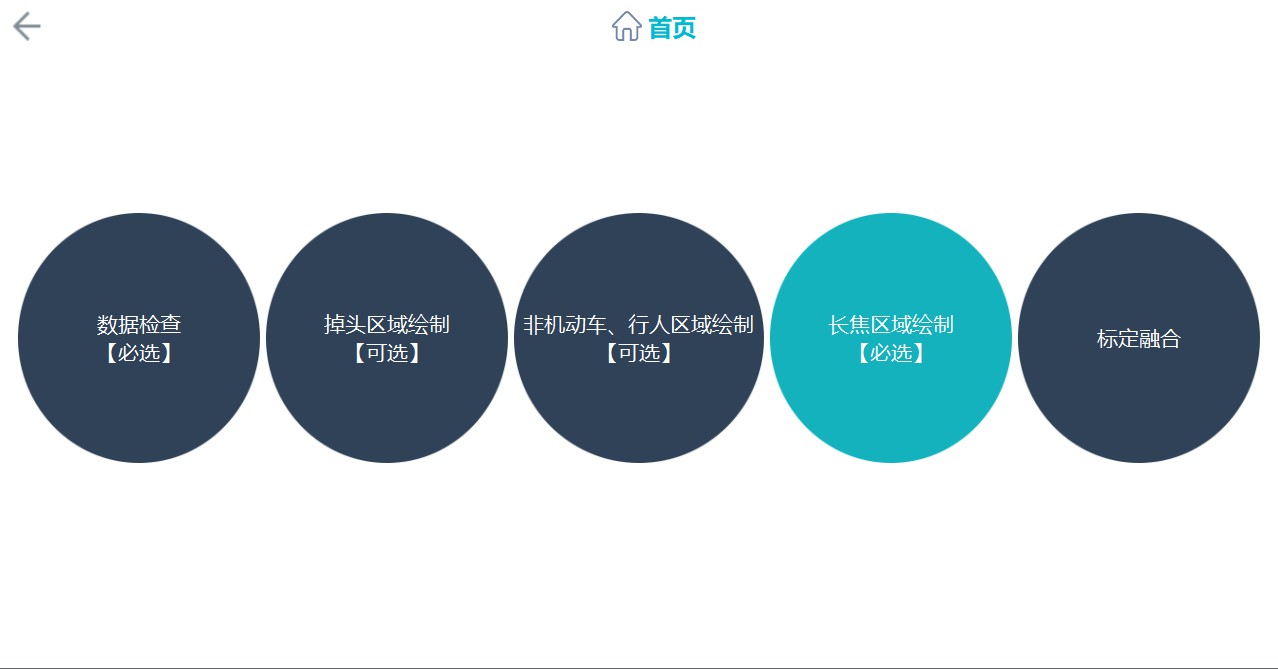 首页
数据检查
【必选】
掉头区域绘制
【可选】
非机动车、行人区域绘制
【可选】
长焦区域绘制
【必选】
标定融合